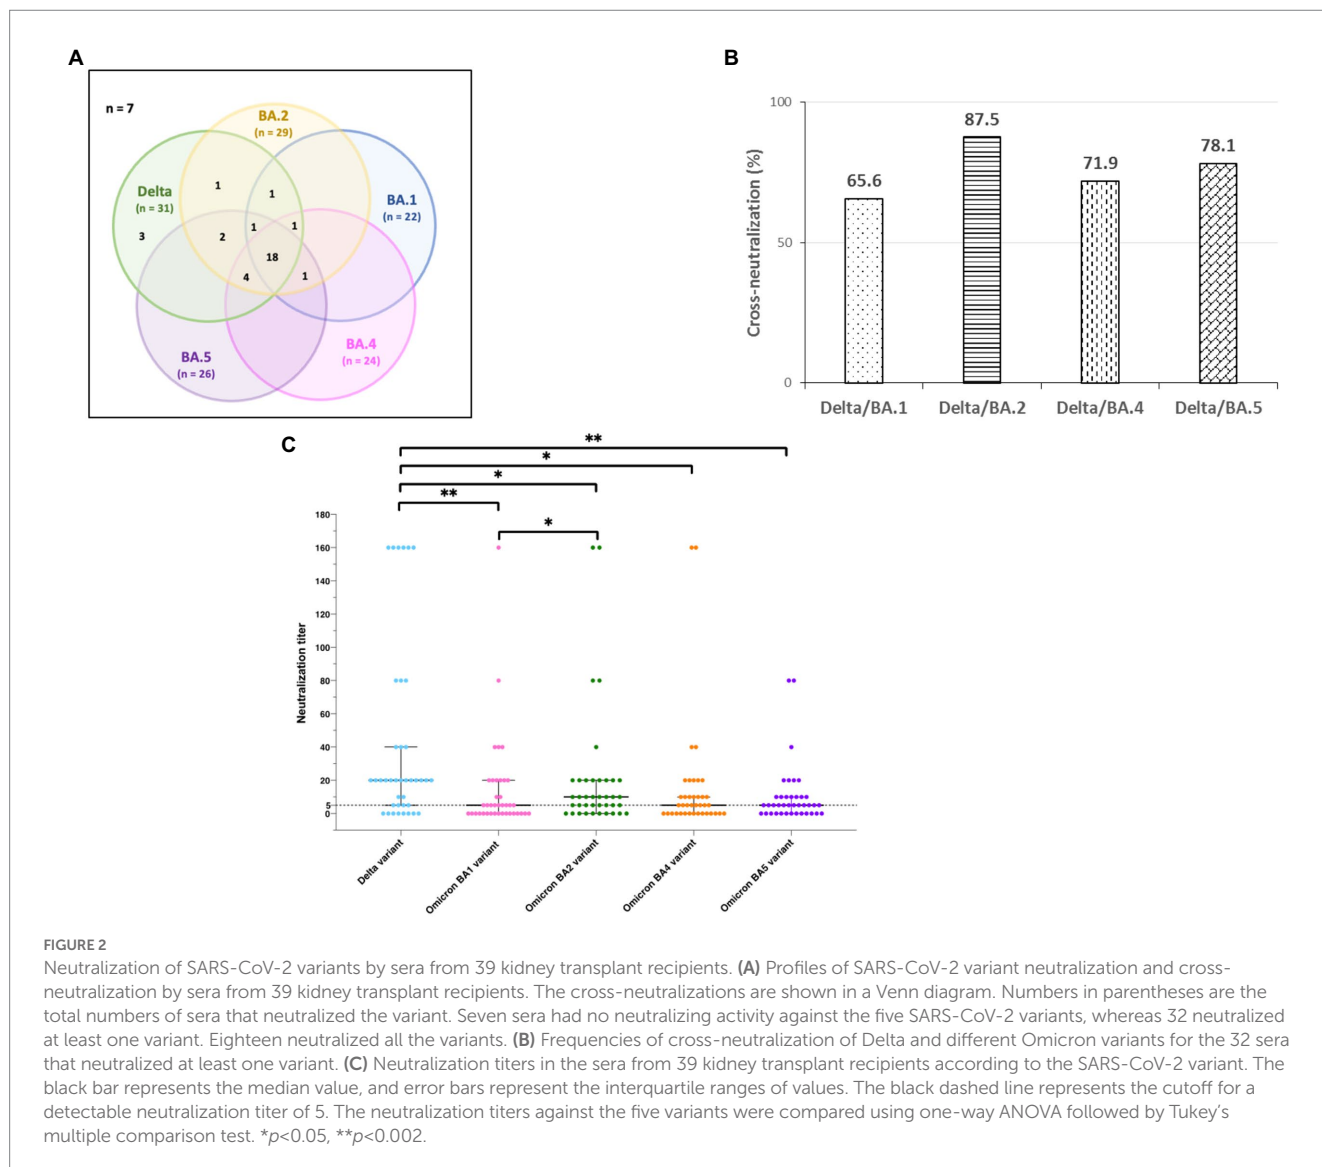 A
n = 7
BA.2
(n = 29)
Delta
(n = 31)
BA.1
(n = 22)
1
1
3
2
1
1
18
4
1
BA.5
(n = 26)
BA.4
(n = 24)
B
Cross-neutralization (%)
100
50
0
65.6
87.5
71.9
78.1
Delta/BA.1
Delta/BA.2
Delta/BA.4
Delta/BA.5
C
**
*
*
**
*
Neutralization titer
180
160
140
120
100
80
60
40
20
5
0
Delta variant
Omicron BA1 variant
Omicron BA2 variant
Omicron BA4 variant
Omicron BA5 variant
FIGURE 2
Neutralization of SARS-CoV-2 variants by sera from 39 kidney transplant recipients. (A) Profiles of SARS-CoV-2 variant neutralization and cross-
neutralization by sera from 39 kidney transplant recipients. The cross-neutralizations are shown in a Venn diagram. Numbers in parentheses are the
total numbers of sera that neutralized the variant. Seven sera had no neutralizing activity against the five SARS-CoV-2 variants, whereas 32 neutralized
at least one variant. Eighteen neutralized all the variants. (B) Frequencies of cross-neutralization of Delta and different Omicron variants for the 32 sera
that neutralized at least one variant. (C) Neutralization titers in the sera from 39 kidney transplant recipients according to the SARS-CoV-2 variant. The
black bar represents the median value, and error bars represent the interquartile ranges of values. The black dashed line represents the cutoff for a
detectable neutralization titer of 5. The neutralization titers against the five variants were compared using one-way ANOVA followed by Tukey's
multiple comparison test. *p<0.05, **p<0.002.